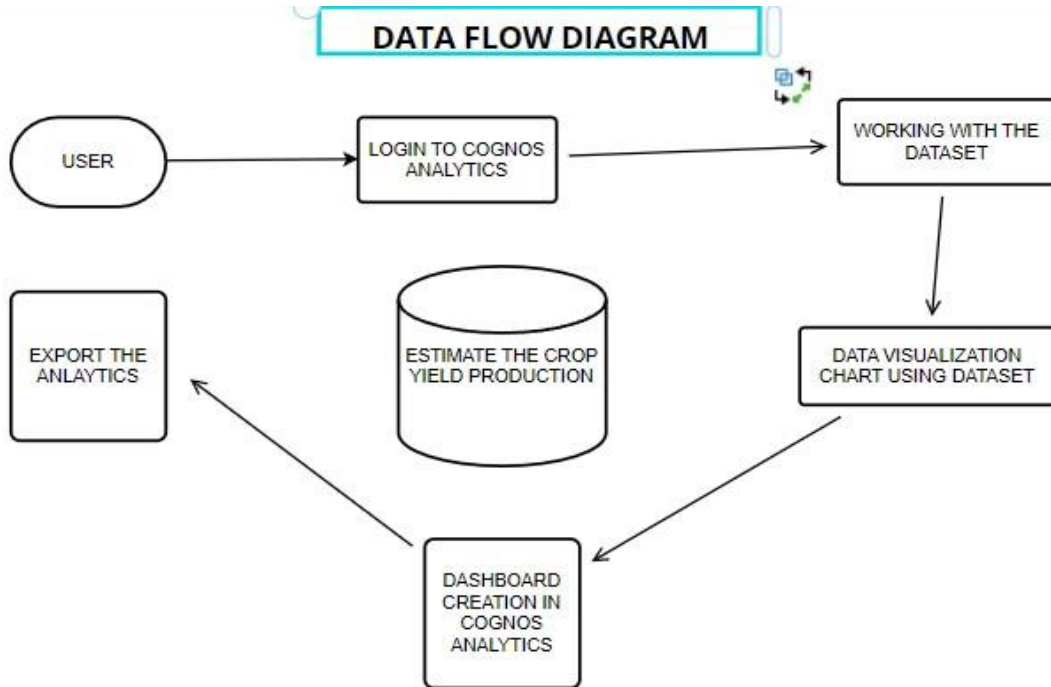 DATA FLOW DIAGRAM
USER
LOGIN TO COGNOS
ANALYTICS
WORKING WITH THE
DATASET
EXPORT THE
ANLAYTICS
ESTIMATE THE CROP
YIELD PRODUCTION
DATA VISUALIZATION
CHART USING DATASET
DASHBOARD
CREATION IN
COGNOS
ANALYTICS